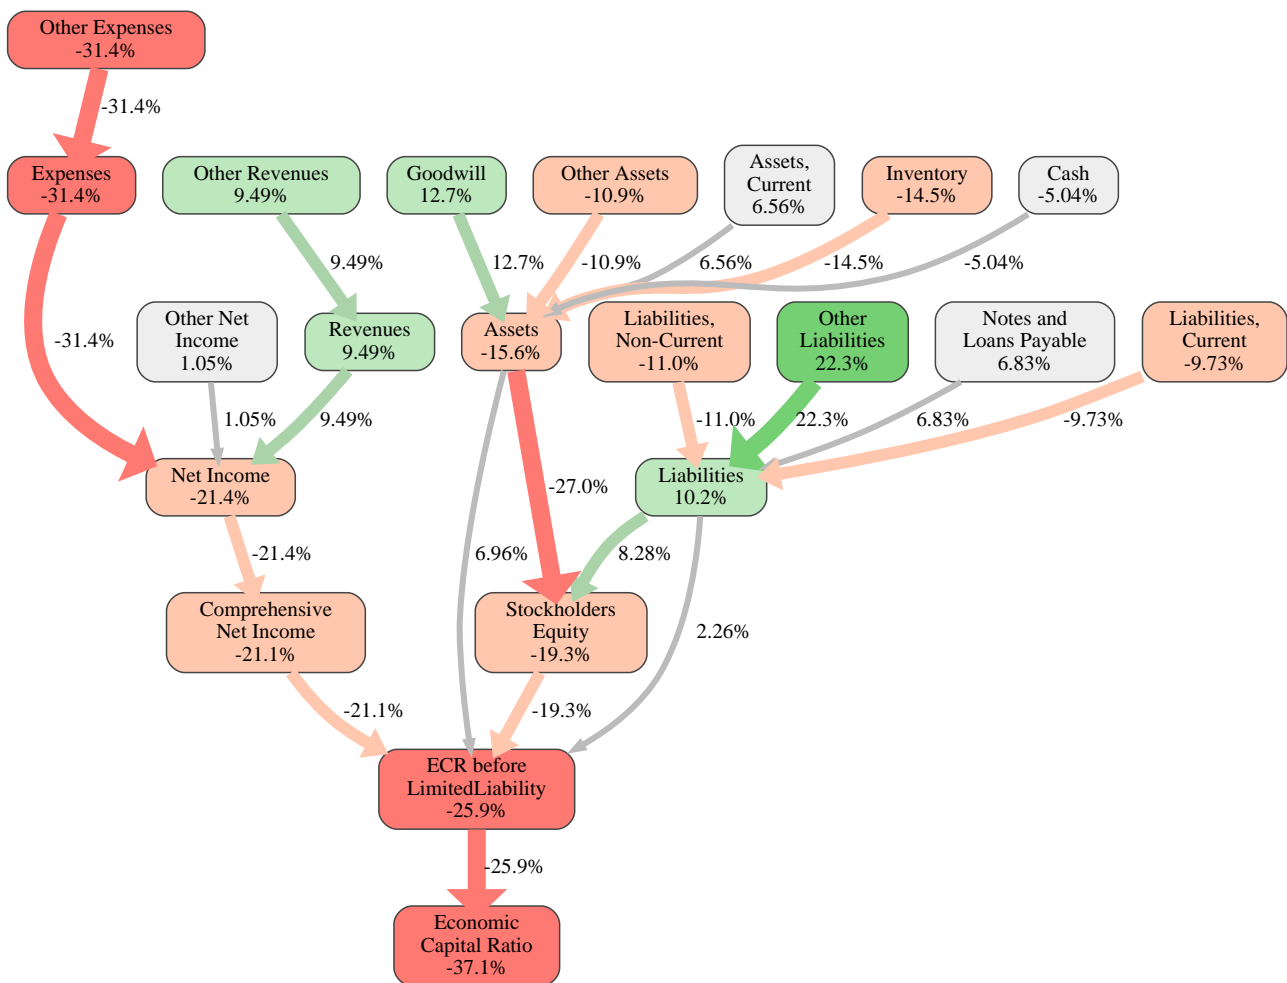 Other Expenses
-31.4%
-31.4%
Expenses
-31.4%
Other Revenues
9.49%
Goodwill
12.7%
Other Assets
-10.9%
Assets,
Current
6.56%
Inventory
-14.5%
Cash
-5.04%
9.49%
12.7%
-10.9%
6.56%
-14.5%
-5.04%
-31.4%
Other Net
Income
1.05%
Revenues
9.49%
Assets
-15.6%
Liabilities,
Non-Current
-11.0%
Other
Liabilities
22.3%
Notes and
Loans Payable
6.83%
Liabilities,
Current
-9.73%
1.05%
9.49%
-11.0%
22.3%
6.83%
-9.73%
Net Income
-21.4%
-27.0%
Liabilities
10.2%
-21.4%
6.96%
8.28%
Comprehensive
Net Income
-21.1%
Stockholders
Equity
-19.3%
2.26%
-21.1%
-19.3%
ECR before
LimitedLiability
-25.9%
-25.9%
Economic
Capital Ratio
-37.1%